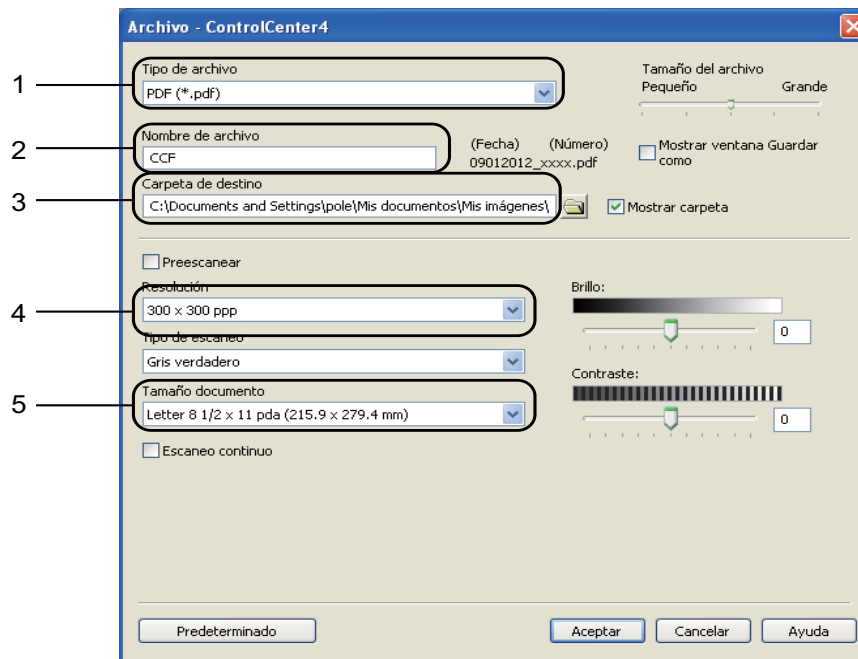 Archivo - ControlCenter4
1
Tipo de archivo
PDF (*.pdf)
Tamaño del archivo
Pequeño Grande
2
Nombre de archivo
CCF
(Fecha) (Número)
09012012_xxxx.pdf
Mostrar ventana Guardar
como
3
Carpeta de destino
C:\Documents and Settings\pole\Mis documentos\Mis imágenes\
Mostrar carpeta
Preescanear
4
Resolución
300 x 300 ppp
Brillo:
0
Tipo de escaneo
Gris verdadero
5
Tamaño documento
Letter 8 1/2 x 11 pda (215.9 x 279.4 mm)
Contraste:
0
Escaneo continuo
Predeterminado
Aceptar
Cancelar
Ayuda